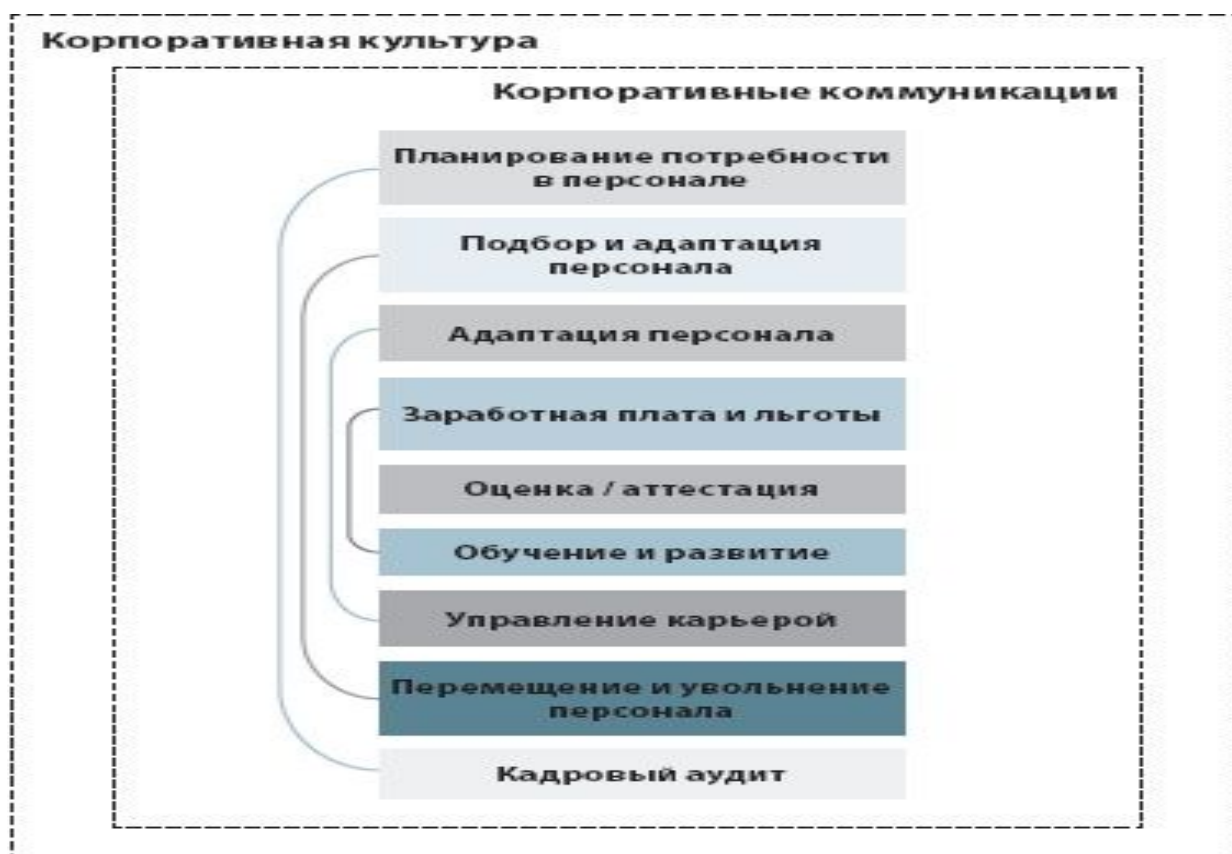 Корпоративная культура
Корпоративные коммуникации
Планирование потребности
в персонале
Подбор и адаптация
персонала
Адаптация персонала
Заработная плата и льготы
Оценка / аттестация
Обучение и развитие
Управление карьерой
Перемещение и увольнение
персонала
Кадровый аудит